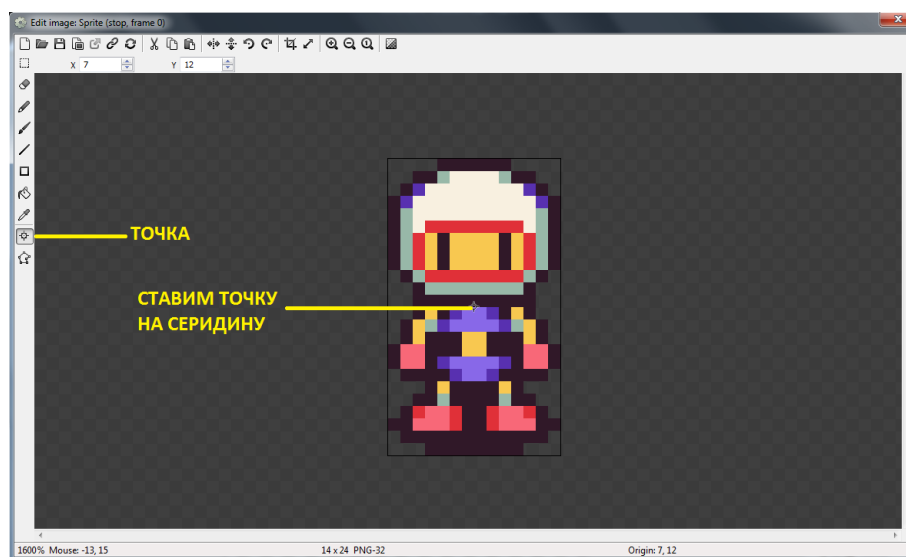 Edit image: Sprite (stop, frame 0)
X 7 Y 12
ТОЧКА
СТАВИМ ТОЧКУ
НА СЕРИДИНУ
1600% Mouse: -13, 15 14 x 24 PNG-32 Origin: 7, 12